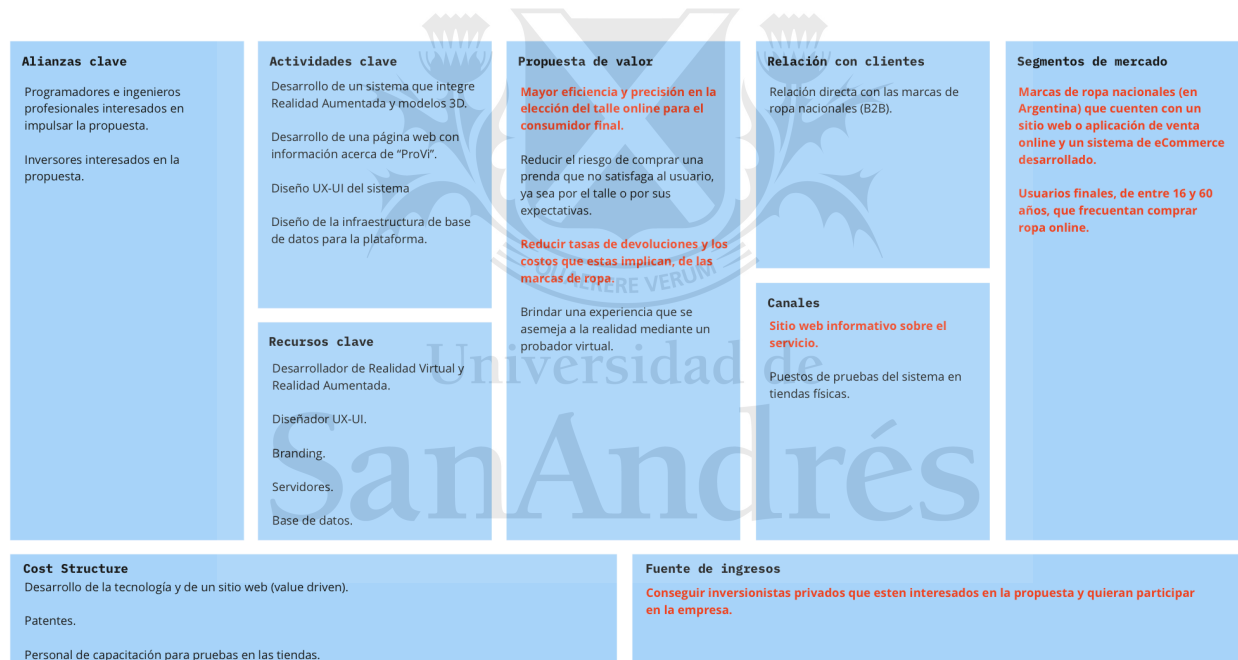 Alianzas clave
Programadores e ingenieros
profesionales interesados en
impulsar la propuesta.
Inversores interesados en la
propuesta.
Actividades clave
Desarrollo de un sistema que integre
Realidad Aumentada y modelos 3D.
Desarrollo de una página web con
información acerca de “ProVi”.
Diseño UX-UI del sistema
Diseño de la infraestructura de base
de datos para la plataforma.
Recursos clave
Desarrollador de Realidad Virtual y
Realidad Aumentada.
Diseñador UX-UI.
Branding.
Servidores.
Base de datos.
Propuesta de valor
Mayor eficiencia y precisión en la
elección del talle online para el
consumidor final.
Reducir el riesgo de comprar una
prenda que no satisfaga al usuario,
ya sea por el talle o por sus
expectativas.
Reducir tasas de devoluciones y los
costos que estas implican, de las
marcas de ropa.
Brindar una experiencia que se
asemeja a la realidad mediante un
probador virtual.
Relación con clientes
Relación directa con las marcas de
ropa nacionales (B2B).
Canales
Sitio web informativo sobre el
servicio.
Puestos de pruebas del sistema en
tiendas físicas.
Segmentos de mercado
Marcas de ropa nacionales (en
Argentina) que cuenten con un
sitio web o aplicación de venta
online y un sistema de eCommerce
desarrollado.
Usuarios finales, de entre 16 y 60
años, que frecuentan comprar
ropa online.
Cost Structure
Desarrollo de la tecnología y de un sitio web (value driven).
Patentes.
Personal de capacitación para pruebas en las tiendas.
Fuente de ingresos
Conseguir inversionistas privados que esten interesados en la propuesta y quieran participar
en la empresa.
QUAERERE VERUM
Universidad de
SanAndrés